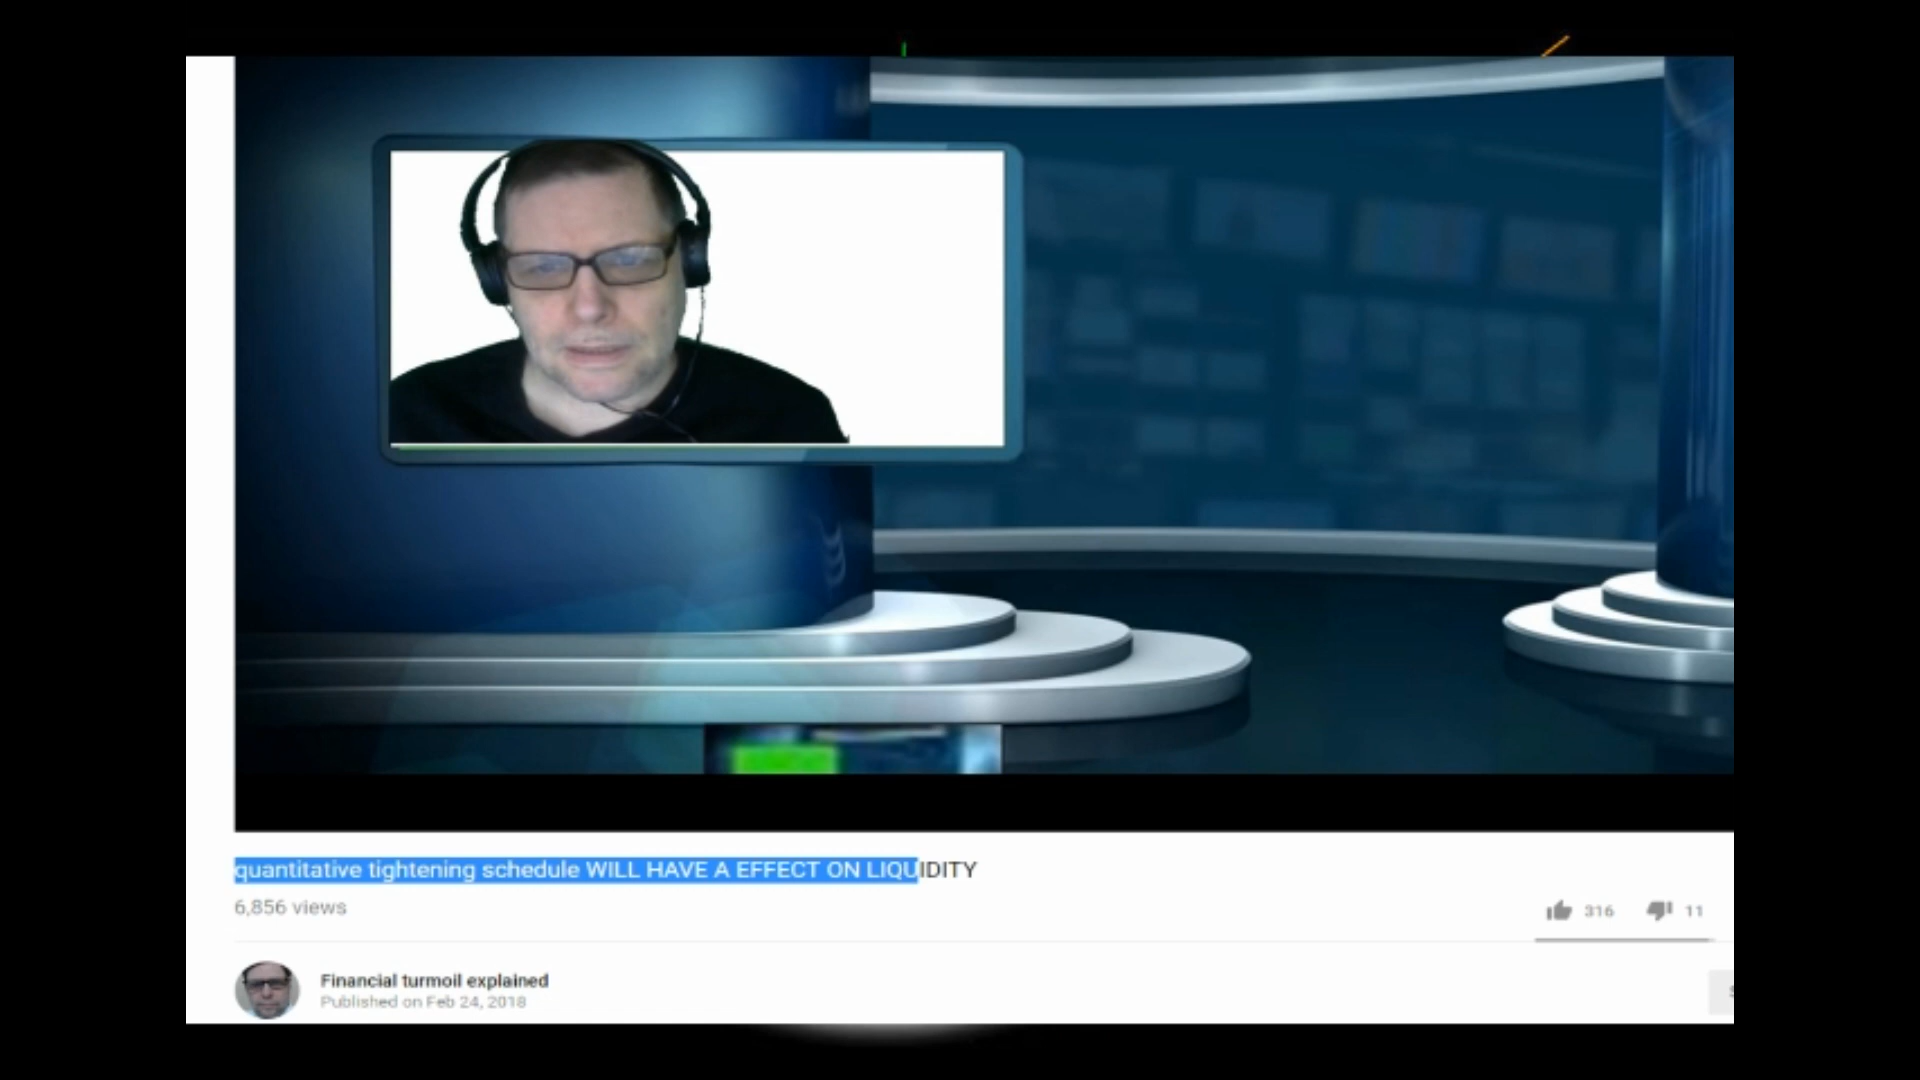 quantitative tightening schedule WILL HAVE A EFFECT ON LIQUIDITY
6,856 views
316
11
Financial turmoil explained
Published on Feb 24, 2018